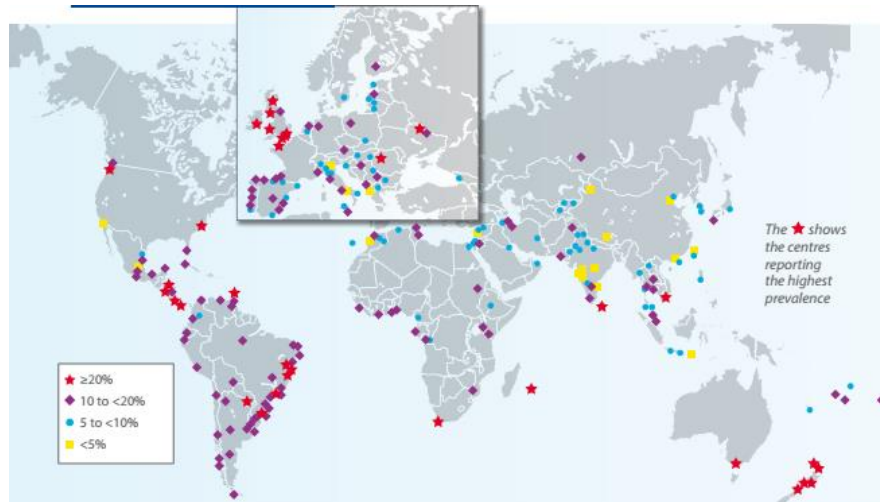 The ★ shows
the centres
reporting
the highest
prevalence
≥20%
10 to <20%
5 to <10%
<5%